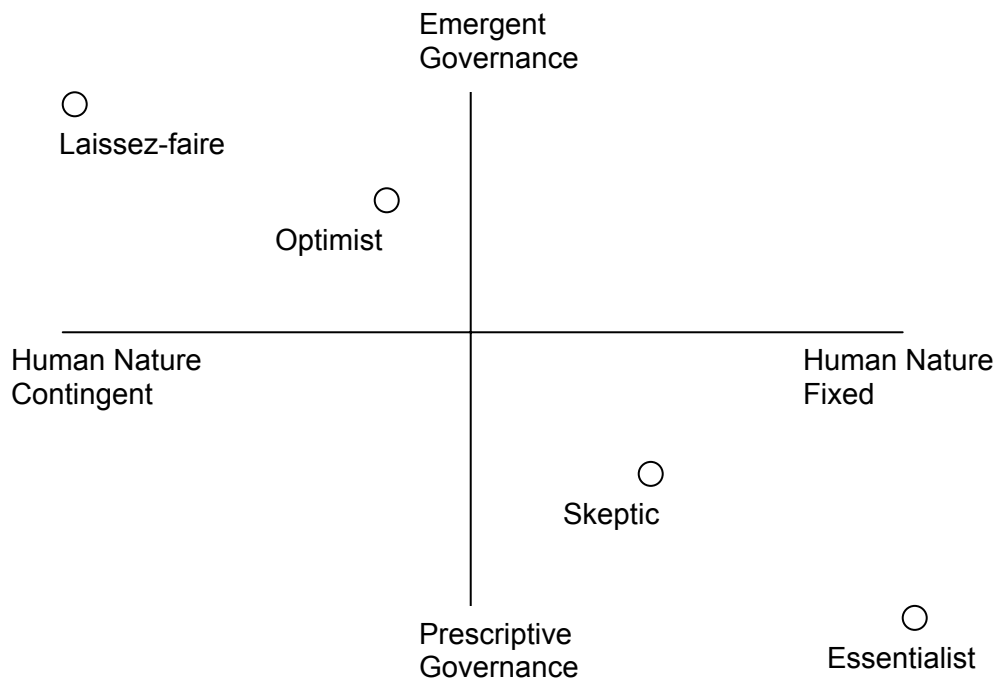 Emergent
Governance
Laissez-faire
Optimist
Human Nature
Contingent
Human Nature
Fixed
Skeptic
Prescriptive
Governance
Essentialist